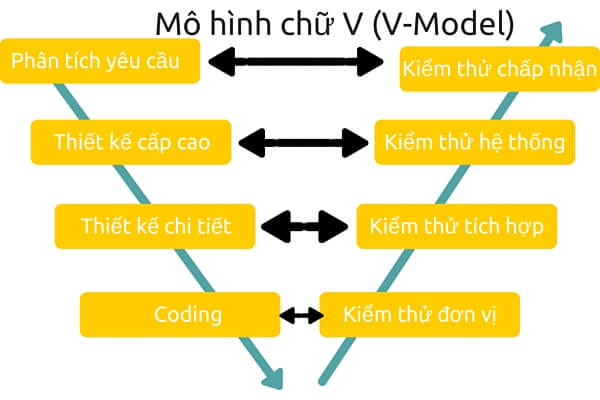 Mô hình chữ V (V-Model)
Phân tích yêu cầu
Kiểm thử chấp nhận
Thiết kế cấp cao
Kiểm thử hệ thống
Thiết kế chi tiết
Kiểm thử tích hợp
Coding
Kiểm thử đơn vị